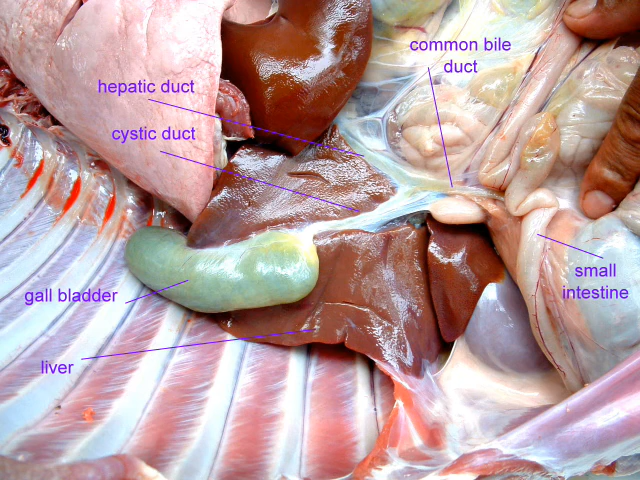 common bile
duct
hepatic duct
cystic duct
gall bladder
small
intestine
liver